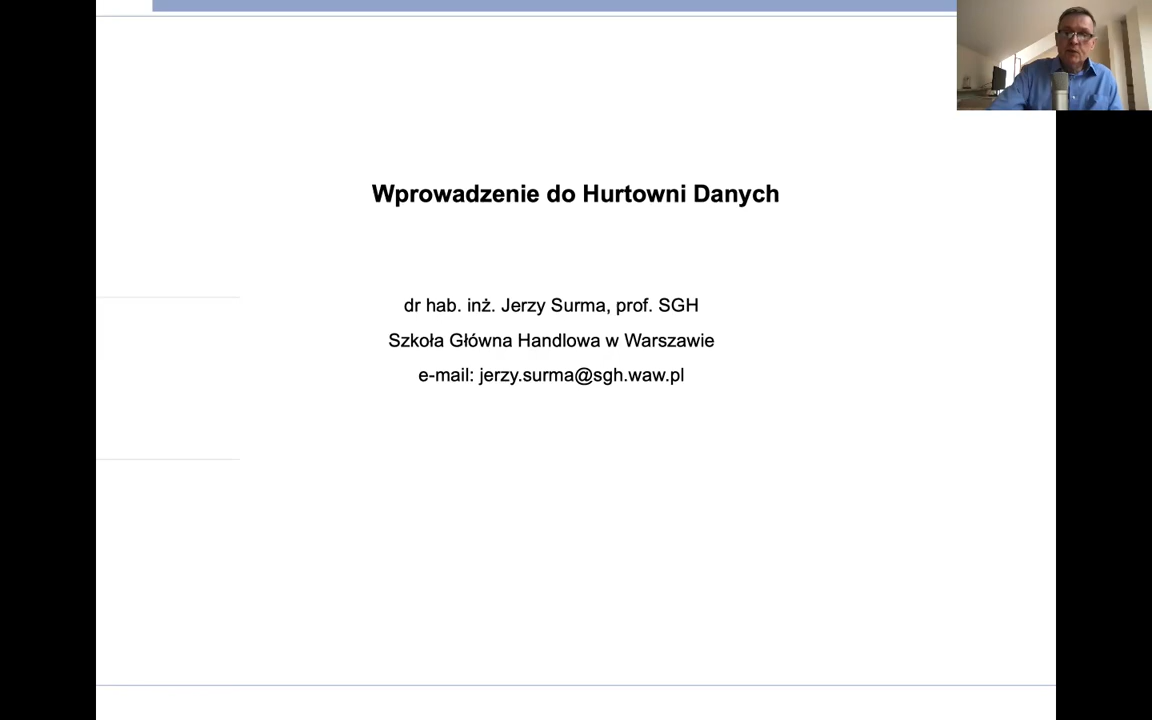 Wprowadzenie do Hurtowni Danych
dr hab. inż. Jerzy Surma, prof. SGH
Szkoła Główna Handlowa w Warszawie
e-mail: jerzy.surma@sgh.waw.pl